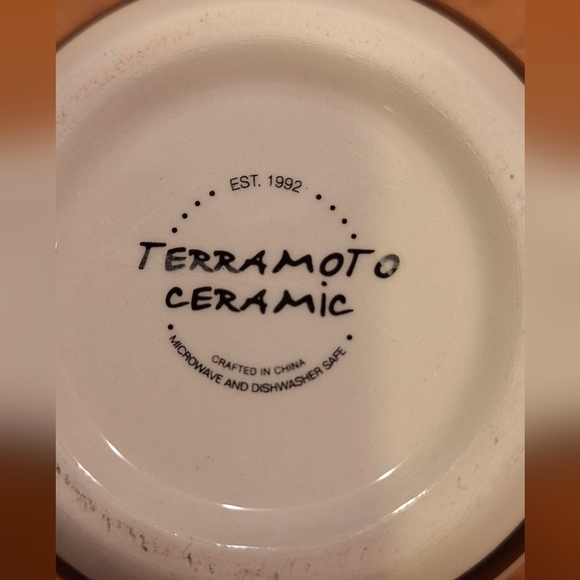 EST. 1992
TERRAMOTO
CERAMIC
CRAFTED IN CHINA
MICROWAVE AND DISHWASHER SAFE